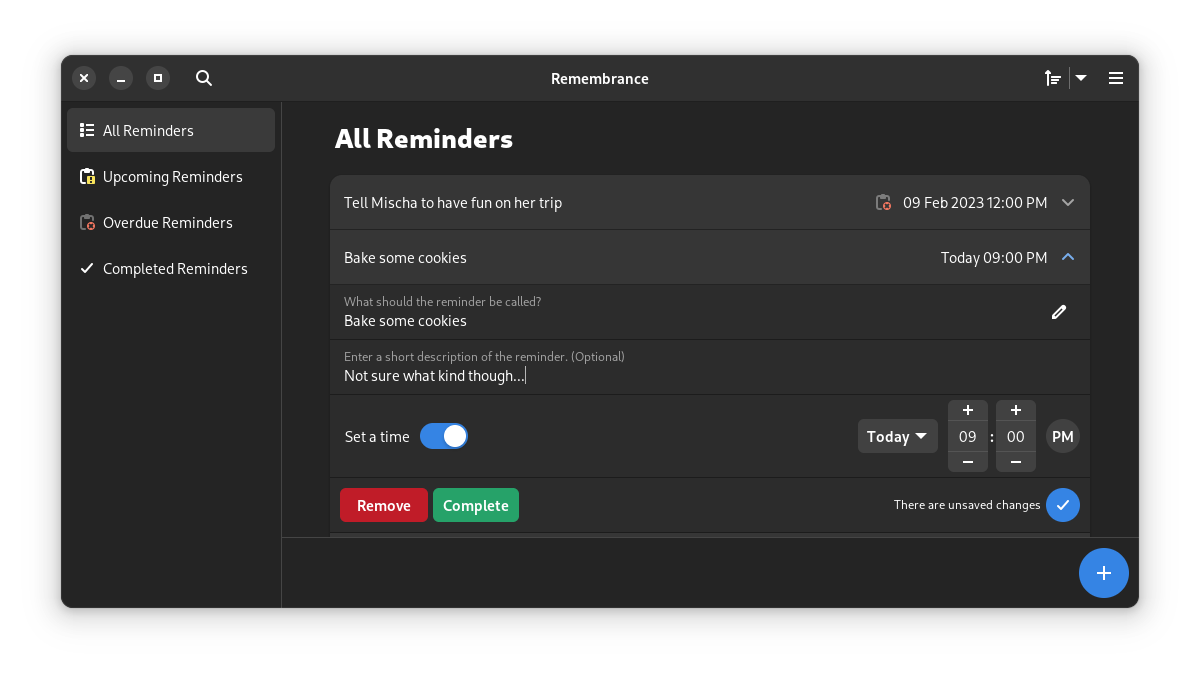 Remembrance
All Reminders
Upcoming Reminders
Overdue Reminders
Completed Reminders
All Reminders
Tell Mischa to have fun on her trip 09 Feb 2023 12:00 PM
Bake some cookies Today 09:00 PM
What should the reminder be called?
Bake some cookies
Enter a short description of the reminder. (Optional)
Not sure what kind though...
Set a time Today 09 : 00 PM
Remove Complete There are unsaved changes